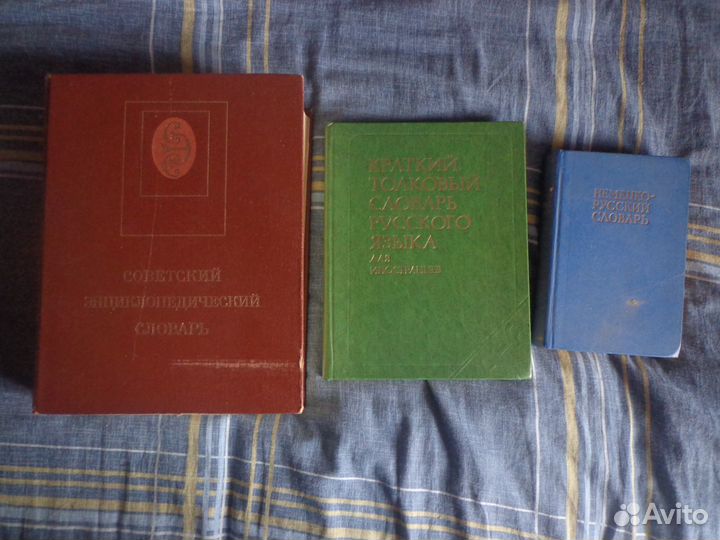 СОВЕТСКИЙ
ЭНЦИКЛОПЕДИЧЕСКИЙ
СЛОВАРЬ
КРАТКИЙ
ТОЛКОВЫЙ
СЛОВАРЬ
РУССКОГО
ЯЗЫКА
ДЛЯ
ИНОСТРАНЦЕВ
НЕМЕЦКО-
РУССКИЙ
СЛОВАРЬ
Avito